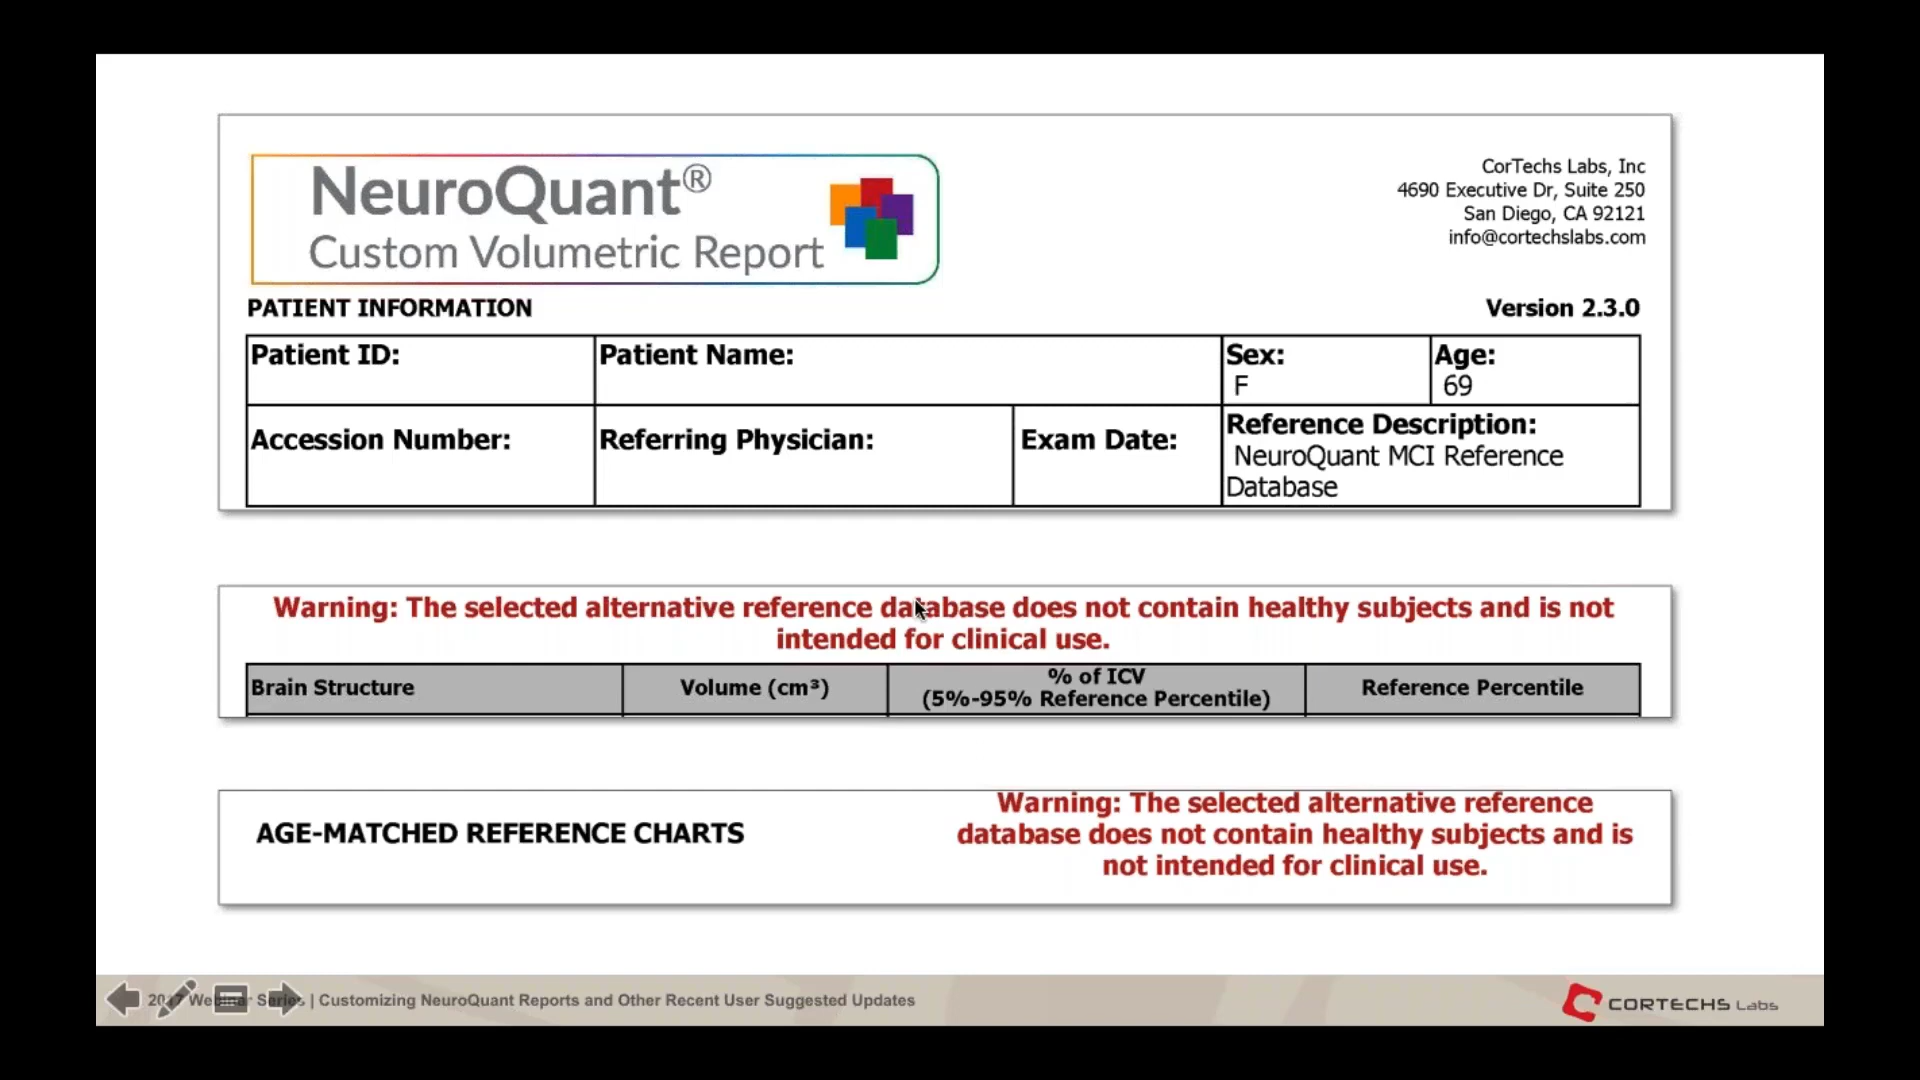 NeuroQuant®
Custom Volumetric Report
CorTechs Labs, Inc
4690 Executive Dr, Suite 250
San Diego, CA 92121
info@cortechslabs.com
PATIENT INFORMATION
Version 2.3.0
Patient ID:
Patient Name:
Sex:
F
Age:
69
Accession Number:
Referring Physician:
Exam Date:
Reference Description:
NeuroQuant MCI Reference
Database
Warning: The selected alternative reference database does not contain healthy subjects and is not
intended for clinical use.
Brain Structure
Volume (cm³)
% of ICV
(5%-95% Reference Percentile)
Reference Percentile
AGE-MATCHED REFERENCE CHARTS
Warning: The selected alternative reference
database does not contain healthy subjects and is
not intended for clinical use.
2017 Webinar Series | Customizing NeuroQuant Reports and Other Recent User Suggested Updates
CORTECHS Labs